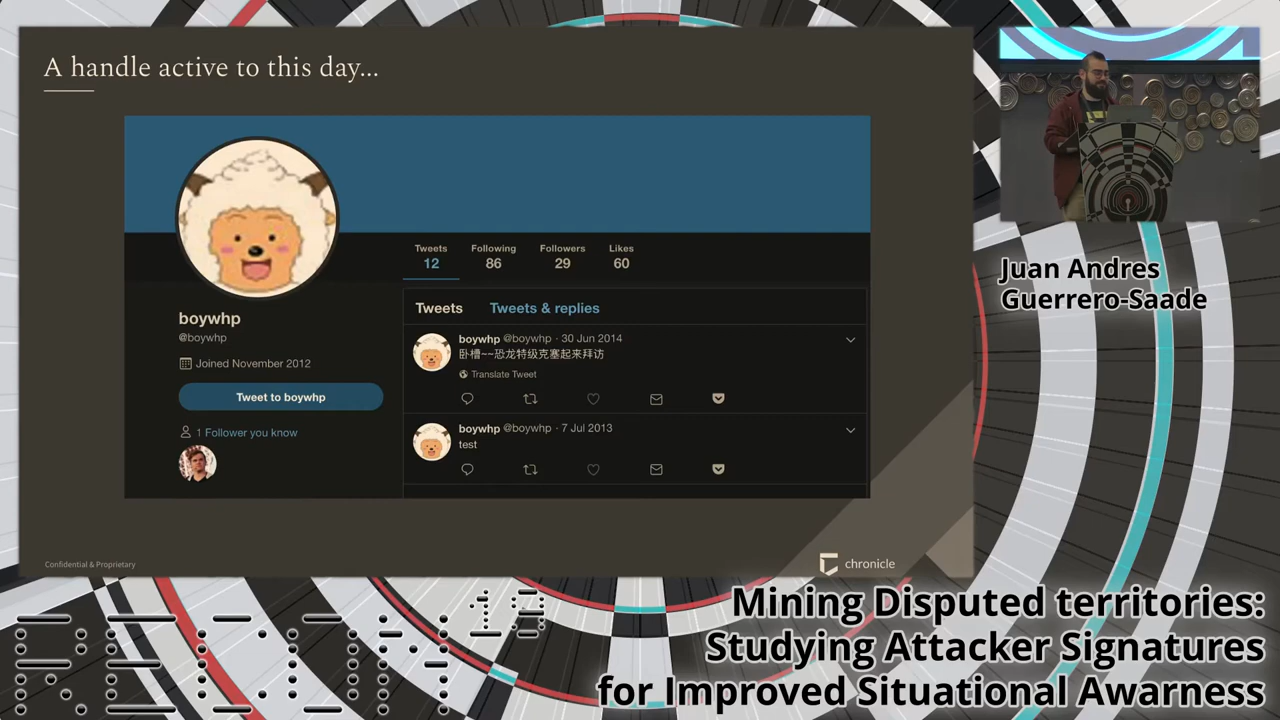 A handle active to this day...
Tweets
12
Following
86
Followers
29
Likes
60
boywhp
@boywhp
Joined November 2012
Tweet to boywhp
1 Follower you know
Tweets
Tweets & replies
boywhp @boywhp · 30 Jun 2014
卧槽~~恐龙特级克塞起来拜访
Translate Tweet
boywhp @boywhp · 7 Jul 2013
test
Confidential & Proprietary
chronicle
Juan Andres
Guerrero-Saade
RECON 18
Mining Disputed territories:
Studying Attacker Signatures
for Improved Situational Awarness